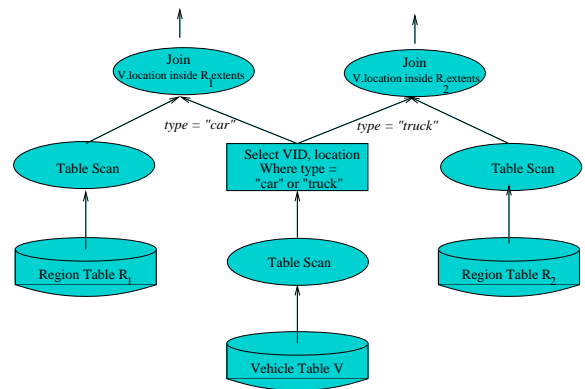 Join
V.location inside R1.extents
Join
V.location inside R2.extents
type = "car"
type = "truck"
Table Scan
Select VID, location
Where type =
"car" or "truck"
Table Scan
Region Table R1
Table Scan
Region Table R2
Vehicle Table V